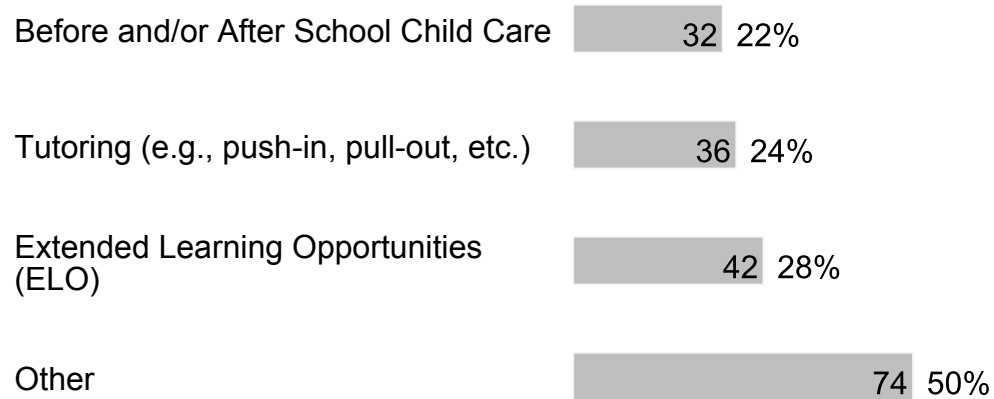 Before and/or After School Child Care 32 22%
Tutoring (e.g., push-in, pull-out, etc.) 36 24%
Extended Learning Opportunities
(ELO) 42 28%
Other 74 50%